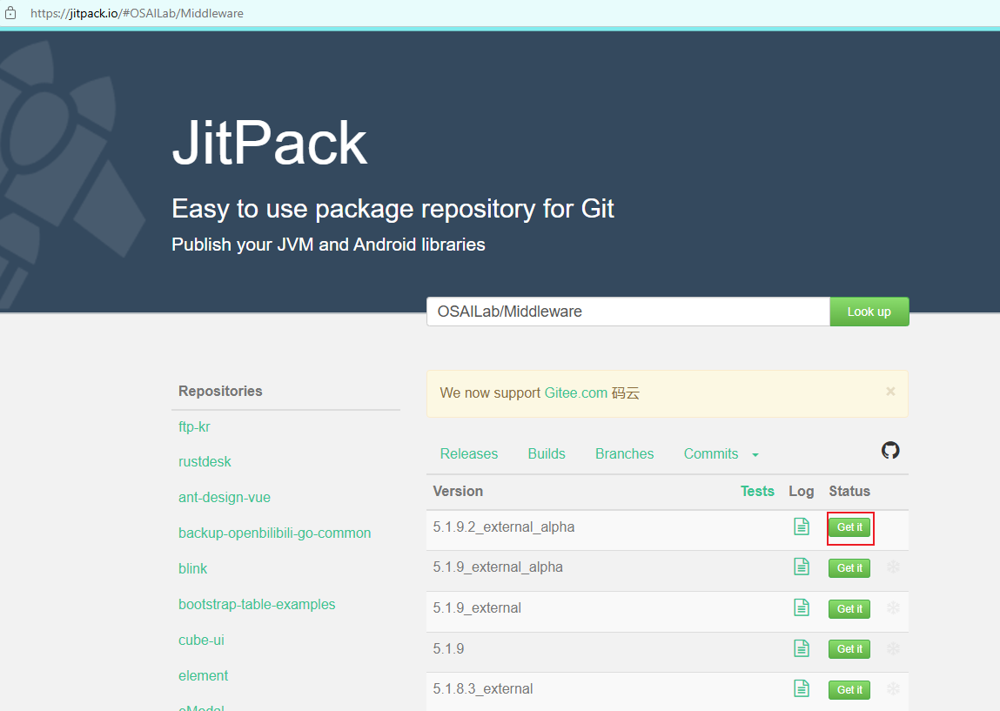 https://jitpack.io/#OSAILab/Middleware
JitPack
Easy to use package repository for Git
Publish your JVM and Android libraries
OSAILab/Middleware Look up
Repositories
ftp-kr
rustdesk
ant-design-vue
backup-openbilibili-go-common
blink
bootstrap-table-examples
cube-ui
element
We now support Gitee.com 码云 ×
Releases Builds Branches Commits
Version Tests Log Status
5.1.9.2_external_alpha Get it
5.1.9_external_alpha Get it
5.1.9_external Get it
5.1.9 Get it
5.1.8.3_external Get it